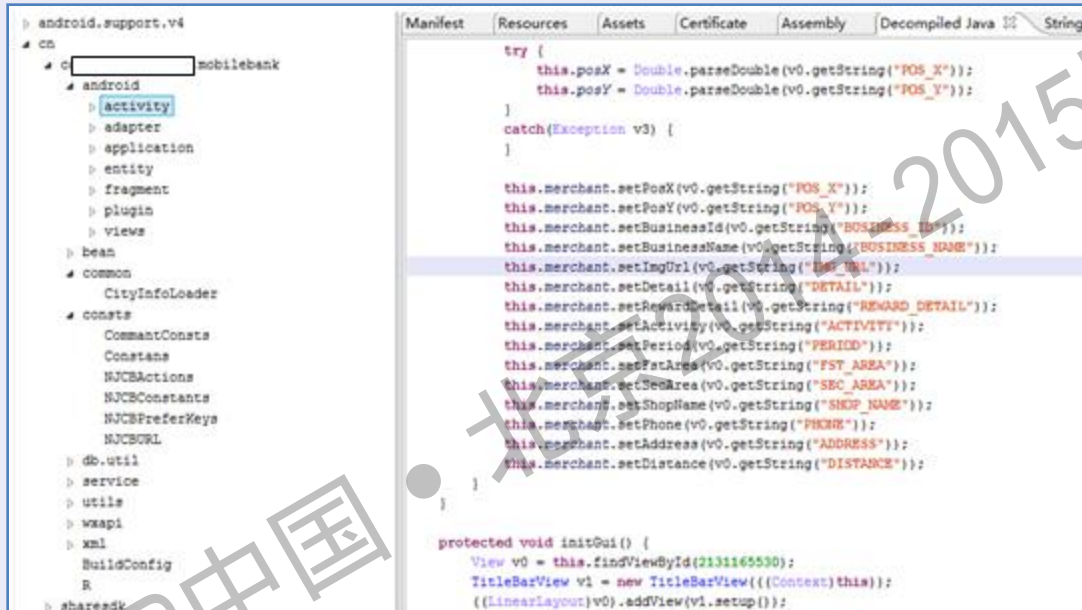 android.support.v4
cn
c mobilebank
android
activity
adapter
application
entity
fragment
plugin
views
bean
common
CityInfoLoader
consts
CommantConsts
Constans
NJCBActions
NJCBConstants
NJCBPreferKeys
NJCBURL
db.util
service
utils
wxapi
xml
BuildConfig
R
sharesdk
Manifest Resources Assets Certificate Assembly Decompiled Java String
try {
this.posX = Double.parseDouble(v0.getString("POS_X"));
this.posY = Double.parseDouble(v0.getString("POS_Y"));
}
catch(Exception v3) {
}
this.merchant.setPosX(v0.getString("POS_X"));
this.merchant.setPosY(v0.getString("POS_Y"));
this.merchant.setBusinessId(v0.getString("BUSINESS_ID"));
this.merchant.setBusinessName(v0.getString("BUSINESS_NAME"));
this.merchant.setImgUrl(v0.getString("IMG_URL"));
this.merchant.setDetail(v0.getString("DETAIL"));
this.merchant.setRewardDetail(v0.getString("REWARD_DETAIL"));
this.merchant.setActivity(v0.getString("ACTIVITY"));
this.merchant.setPeriod(v0.getString("PERIOD"));
this.merchant.setFstArea(v0.getString("FST_AREA"));
this.merchant.setSecArea(v0.getString("SEC_AREA"));
this.merchant.setShopName(v0.getString("SHOP_NAME"));
this.merchant.setPhone(v0.getString("PHONE"));
this.merchant.setAddress(v0.getString("ADDRESS"));
this.merchant.setDistance(v0.getString("DISTANCE"));
}
}
protected void initGui() {
View v0 = this.findViewById(2131165530);
TitleBarView v1 = new TitleBarView(((Context)this));
((LinearLayout)v0).addView(v1.setup());
中国 • 北京2014-2015